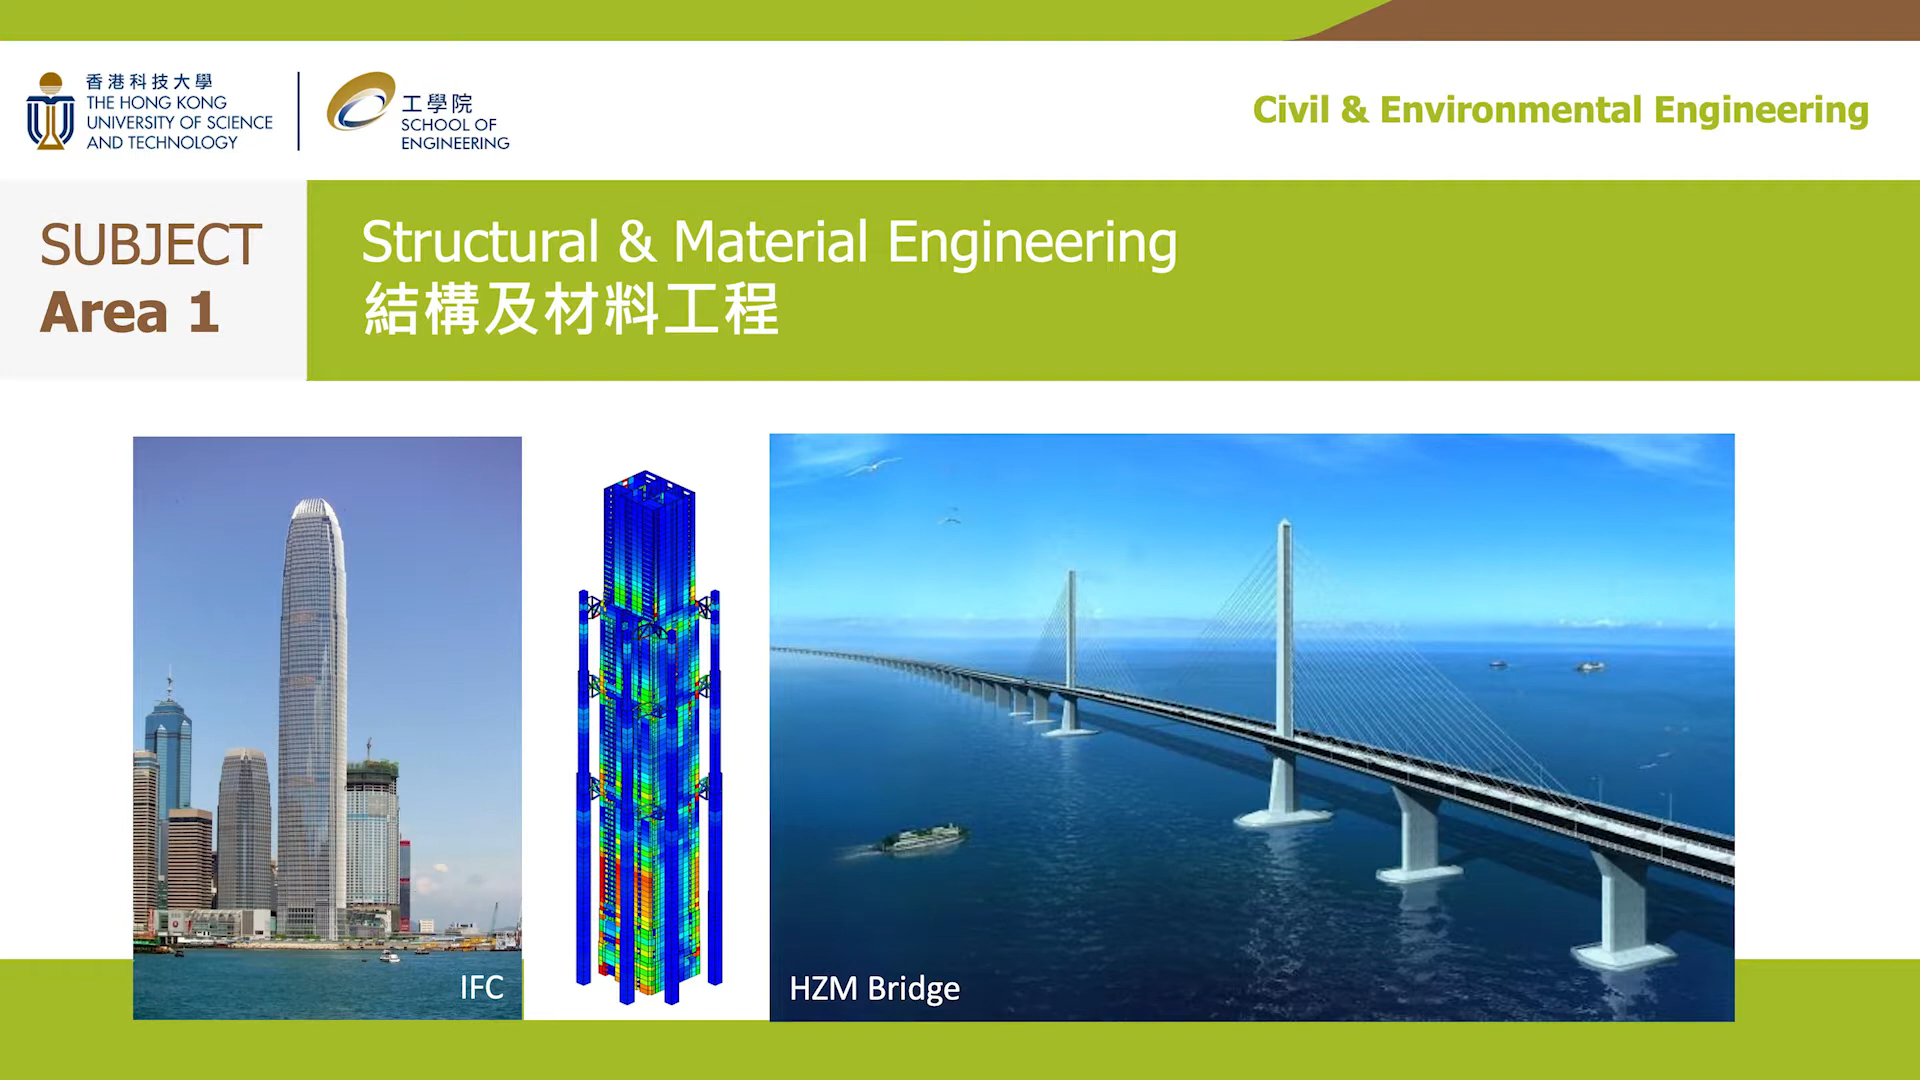 香港科技大學
THE HONG KONG
UNIVERSITY OF SCIENCE
AND TECHNOLOGY
工學院
SCHOOL OF
ENGINEERING
Civil & Environmental Engineering
SUBJECT
Area 1
Structural & Material Engineering
結構及材料工程
IFC
HZM Bridge